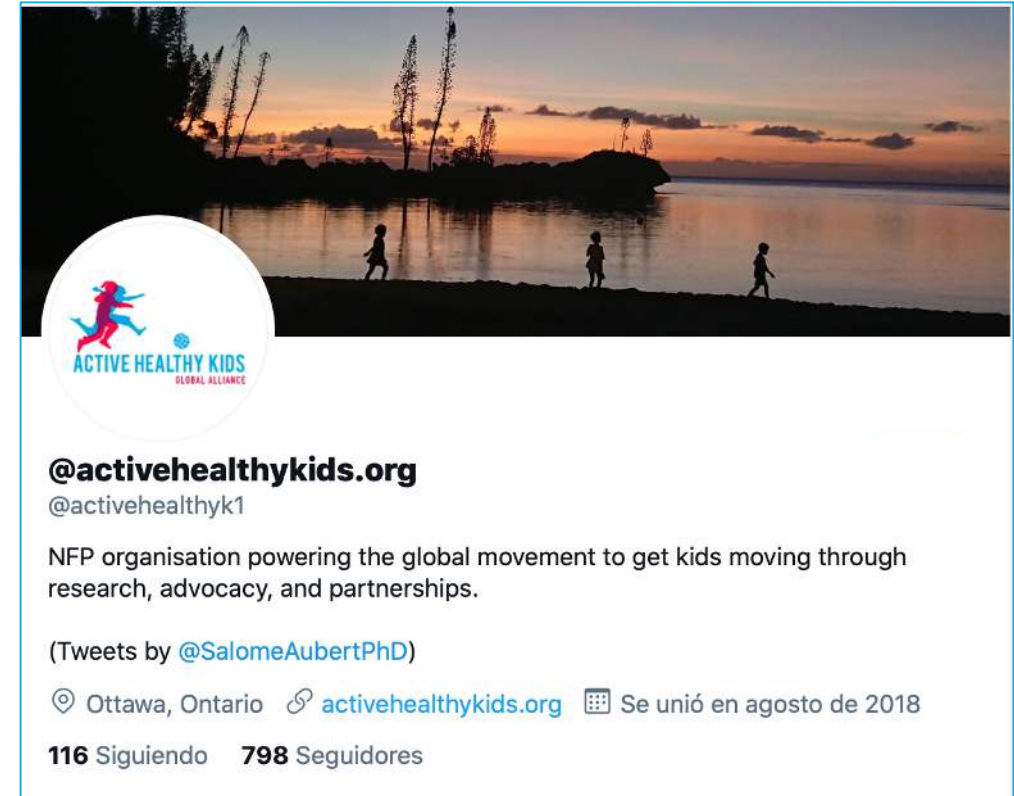 ACTIVE HEALTHY KIDS
GLOBAL ALLIANCE
@activehealthykids.org
@activehealthyk1
NFP organisation powering the global movement to get kids moving through
research, advocacy, and partnerships.
(Tweets by @SalomeAubertPhD)
Ottawa, Ontario activehealthykids.org Se unió en agosto de 2018
116 Siguiendo 798 Seguidores